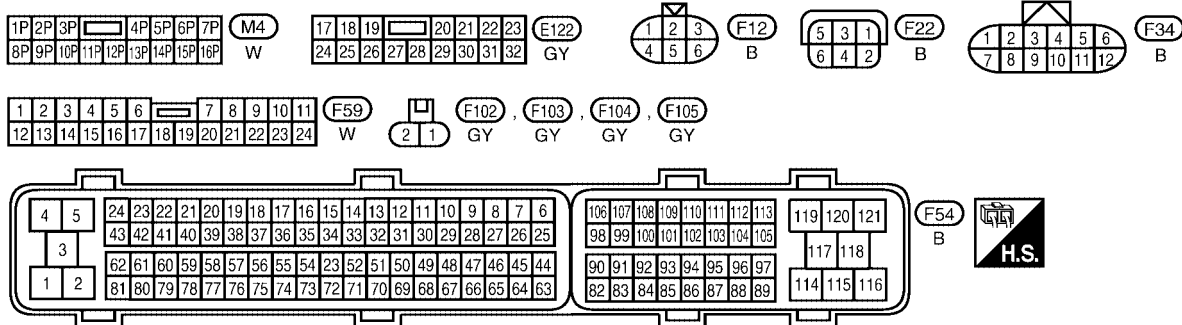 1P 2P 3P 4P 5P 6P 7P M4
8P 9P 10P 11P 12P 13P 14P 15P 16P W
17 18 19 20 21 22 23 E122
24 25 26 27 28 29 30 31 32 GY
1 2 3 F12
4 5 6 B
5 3 1 F22
6 4 2 B
1 2 3 4 5 6 F34
7 8 9 10 11 12 B
1 2 3 4 5 6 7 8 9 10 11 F59
12 13 14 15 16 17 18 19 20 21 22 23 24 W
2 1 F102 , F103 , F104 , F105
GY GY GY GY
4 5
3
1 2
24 23 22 21 20 19 18 17 16 15 14 13 12 11 10 9 8 7 6
43 42 41 40 39 38 37 36 35 34 33 32 31 30 29 28 27 26 25
62 61 60 59 58 57 56 55 54 53 52 51 50 49 48 47 46 45 44
81 80 79 78 77 76 75 74 73 72 71 70 69 68 67 66 65 64 63
106 107 108 109 110 111 112 113
98 99 100 101 102 103 104 105
90 91 92 93 94 95 96 97
82 83 84 85 86 87 88 89
119 120 121
117 118
114 115 116
F54
B
H.S.